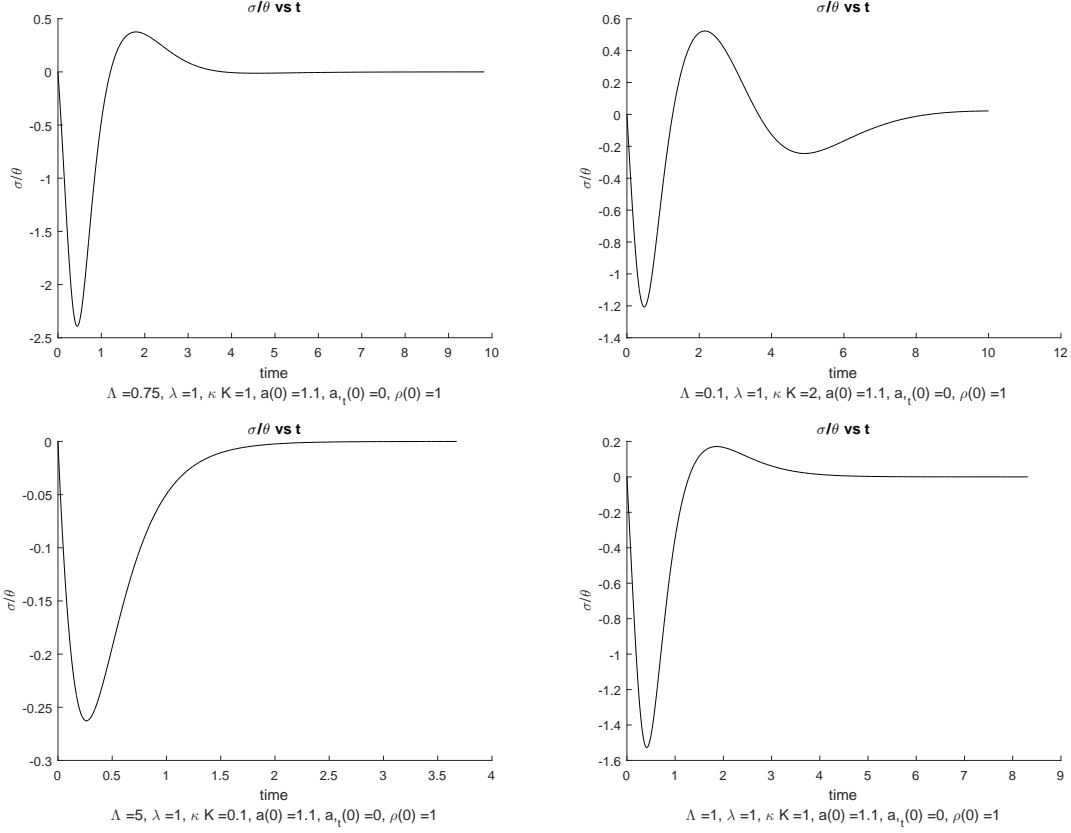 σ/θ vs t
0.5
0
-0.5
-1
-1.5
-2
-2.5
σ/θ
0 1 2 3 4 5 6 7 8 9 10
time
Λ =0.75, λ =1, κ K =1, a(0) =1.1, a,t(0) =0, ρ(0) =1
σ/θ vs t
0.6
0.4
0.2
0
-0.2
-0.4
-0.6
-0.8
-1
-1.2
-1.4
σ/θ
0 2 4 6 8 10 12
time
Λ =0.1, λ =1, κ K =2, a(0) =1.1, a,t(0) =0, ρ(0) =1
σ/θ vs t
0
-0.05
-0.1
-0.15
-0.2
-0.25
-0.3
σ/θ
0 0.5 1 1.5 2 2.5 3 3.5 4
time
Λ =5, λ =1, κ K =0.1, a(0) =1.1, a,t(0) =0, ρ(0) =1
σ/θ vs t
0.2
0
-0.2
-0.4
-0.6
-0.8
-1
-1.2
-1.4
-1.6
σ/θ
0 1 2 3 4 5 6 7 8 9
time
Λ =1, λ =1, κ K =1, a(0) =1.1, a,t(0) =0, ρ(0) =1